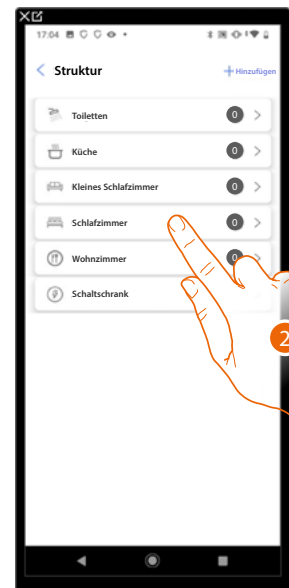 17:04
Struktur
Hinzufügen
Toiletten 0
Küche 0
Kleines Schlafzimmer 0
Schlafzimmer 0
Wohnzimmer 0
Schaltschrank
2